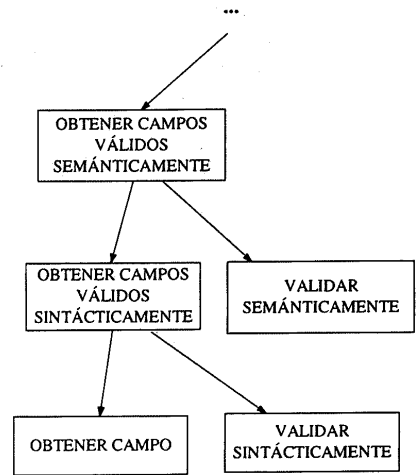 ...
OBTENER CAMPOS
VÁLIDOS
SEMÁNTICAMENTE
OBTENER CAMPOS
VÁLIDOS
SINTÁCTICAMENTE
VALIDAR
SEMÁNTICAMENTE
OBTENER CAMPO
VALIDAR
SINTÁCTICAMENTE